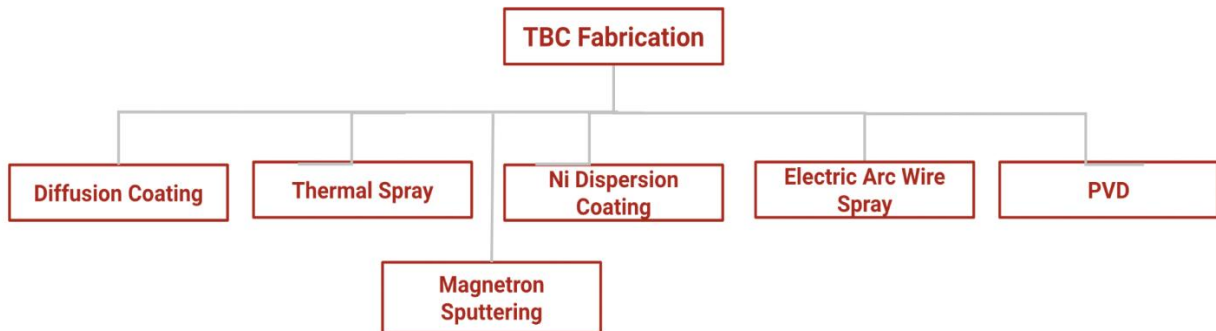 TBC Fabrication
Diffusion Coating
Thermal Spray
Ni Dispersion
Coating
Electric Arc Wire
Spray
PVD
Magnetron
Sputtering